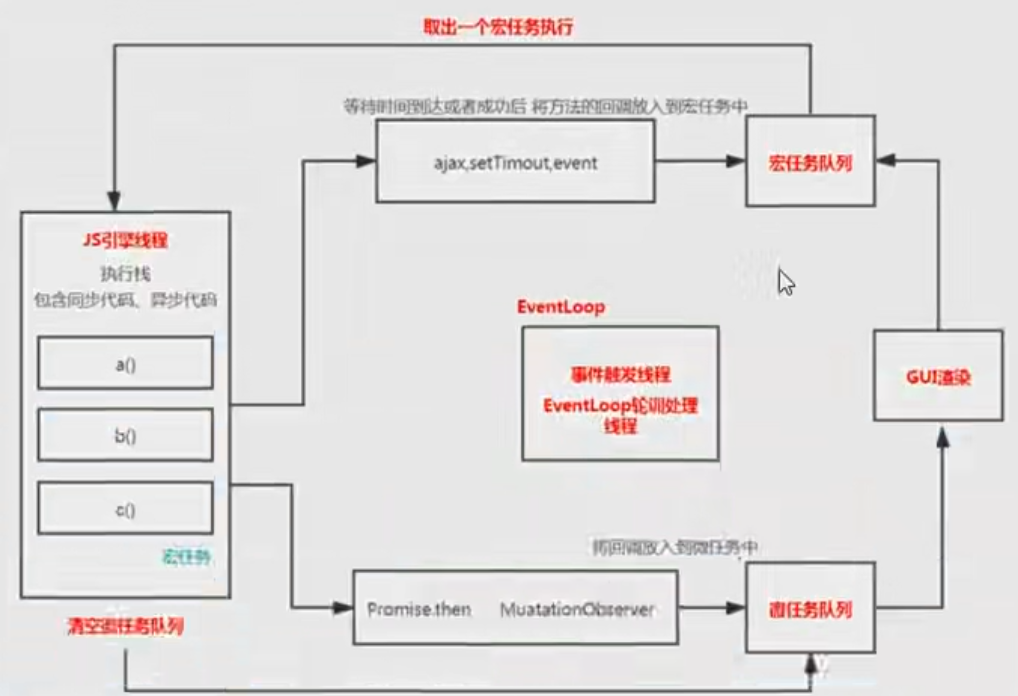 取出一个宏任务执行
等待时间到达或者成功后 将方法的回调放入到宏任务中
ajax,setTimout,event
宏任务队列
JS引擎线程
执行栈
包含同步代码、异步代码
a()
b()
c()
宏任务
EventLoop
事件触发线程
EventLoop轮训处理
线程
GUI渲染
将回调放入到微任务中
Promise.then MuatationObserver
微任务队列
清空微任务队列